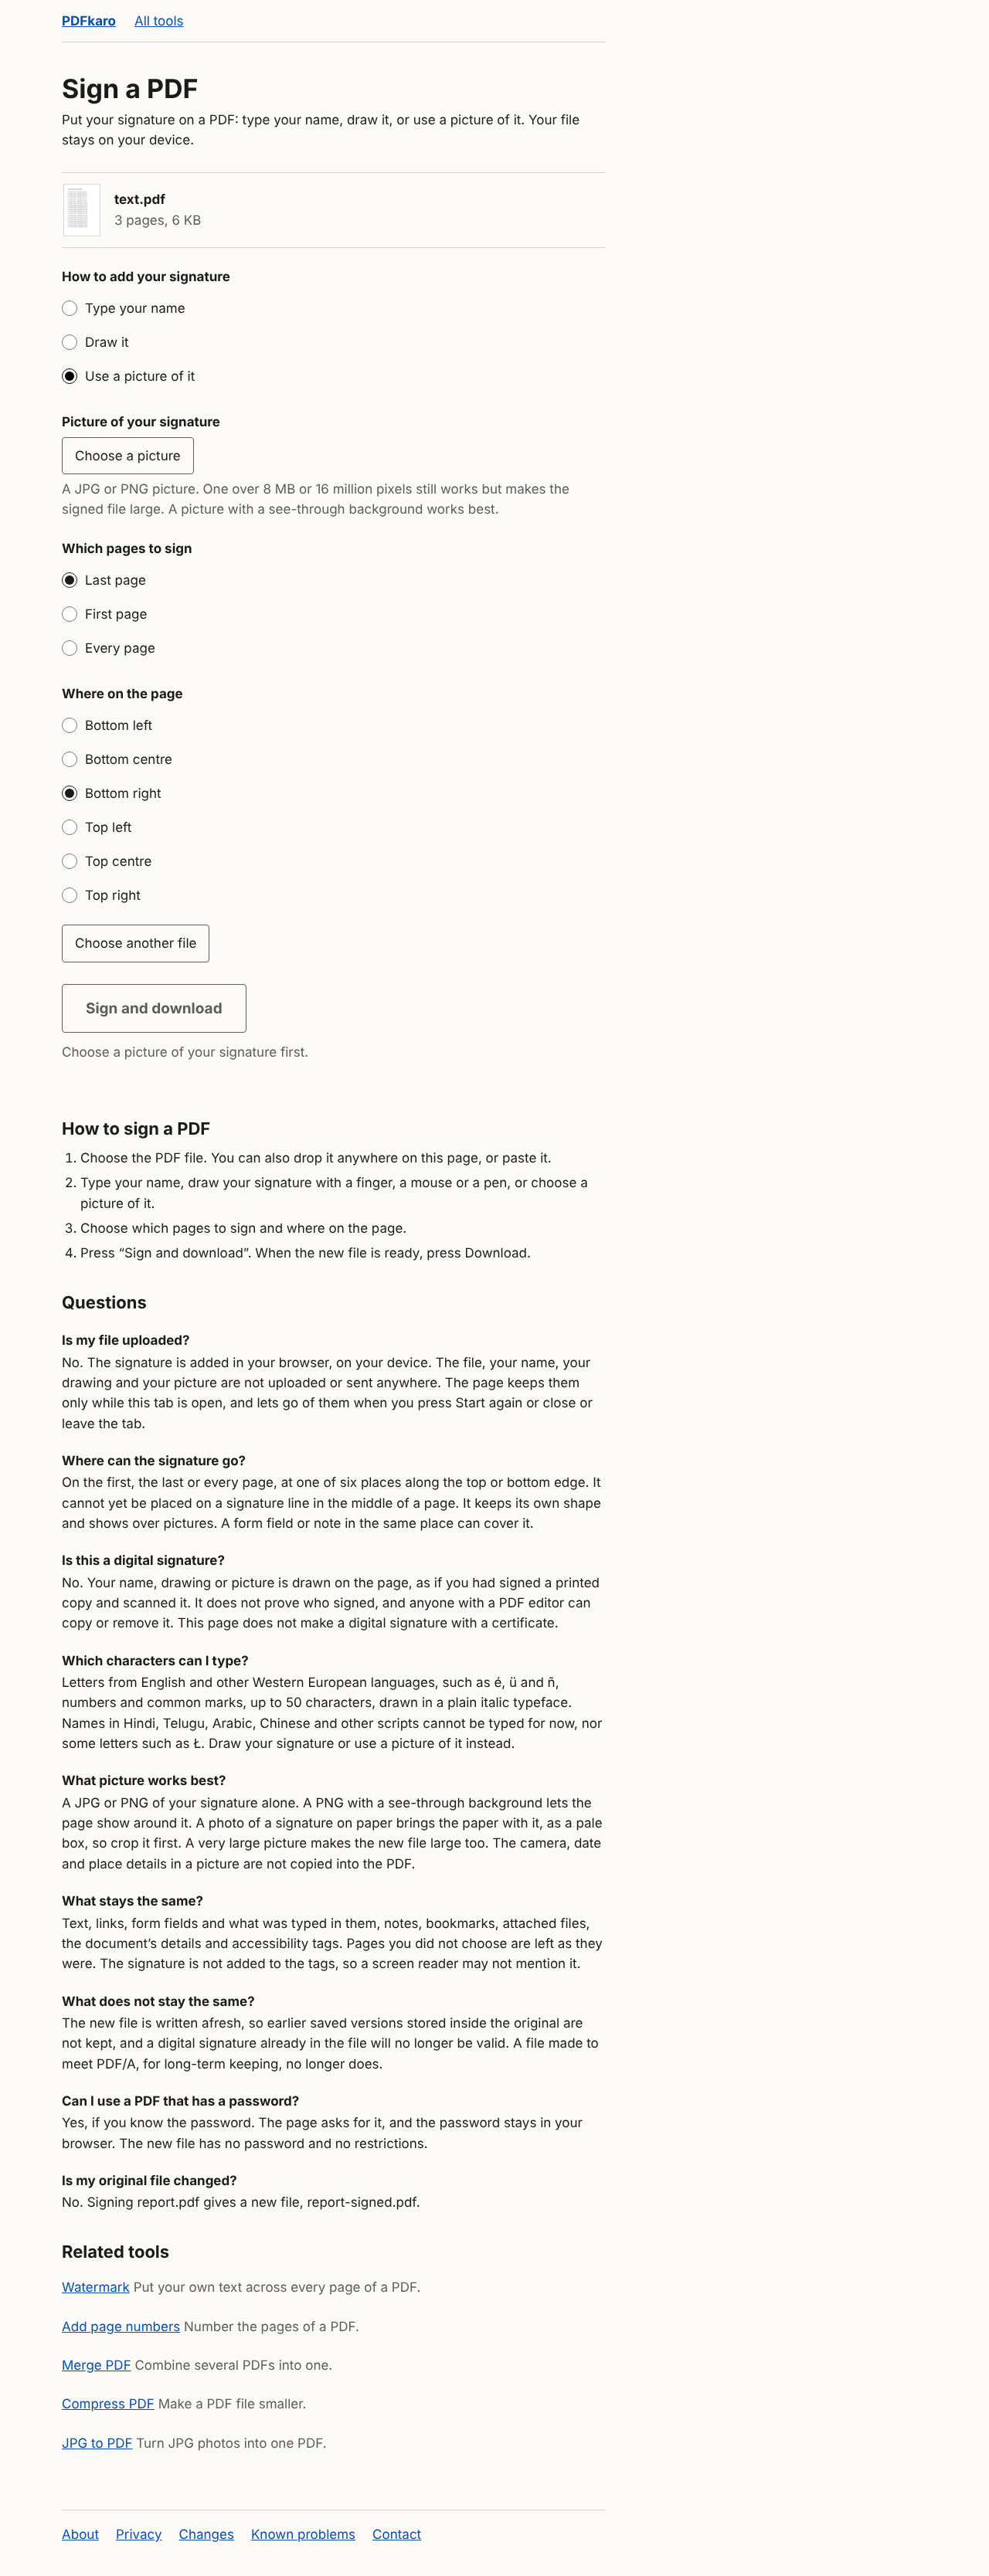 PDFkaro All tools
Sign a PDF
Put your signature on a PDF: type your name, draw it, or use a picture of it. Your file
stays on your device.
text.pdf
3 pages, 6 KB
How to add your signature
Type your name
Draw it
Use a picture of it
Picture of your signature
Choose a picture
A JPG or PNG picture. One over 8 MB or 16 million pixels still works but makes the
signed file large. A picture with a see-through background works best.
Which pages to sign
Last page
First page
Every page
Where on the page
Bottom left
Bottom centre
Bottom right
Top left
Top centre
Top right
Choose another file
Sign and download
Choose a picture of your signature first.
How to sign a PDF
1. Choose the PDF file. You can also drop it anywhere on this page, or paste it.
2. Type your name, draw your signature with a finger, a mouse or a pen, or choose a
picture of it.
3. Choose which pages to sign and where on the page.
4. Press “Sign and download”. When the new file is ready, press Download.
Questions
Is my file uploaded?
No. The signature is added in your browser, on your device. The file, your name, your
drawing and your picture are not uploaded or sent anywhere. The page keeps them
only while this tab is open, and lets go of them when you press Start again or close or
leave the tab.
Where can the signature go?
On the first, the last or every page, at one of six places along the top or bottom edge. It
cannot yet be placed on a signature line in the middle of a page. It keeps its own shape
and shows over pictures. A form field or note in the same place can cover it.
Is this a digital signature?
No. Your name, drawing or picture is drawn on the page, as if you had signed a printed
copy and scanned it. It does not prove who signed, and anyone with a PDF editor can
copy or remove it. This page does not make a digital signature with a certificate.
Which characters can I type?
Letters from English and other Western European languages, such as é, ü and ñ,
numbers and common marks, up to 50 characters, drawn in a plain italic typeface.
Names in Hindi, Telugu, Arabic, Chinese and other scripts cannot be typed for now, nor
some letters such as Ł. Draw your signature or use a picture of it instead.
What picture works best?
A JPG or PNG of your signature alone. A PNG with a see-through background lets the
page show around it. A photo of a signature on paper brings the paper with it, as a pale
box, so crop it first. A very large picture makes the new file large too. The camera, date
and place details in a picture are not copied into the PDF.
What stays the same?
Text, links, form fields and what was typed in them, notes, bookmarks, attached files,
the document’s details and accessibility tags. Pages you did not choose are left as they
were. The signature is not added to the tags, so a screen reader may not mention it.
What does not stay the same?
The new file is written afresh, so earlier saved versions stored inside the original are
not kept, and a digital signature already in the file will no longer be valid. A file made to
meet PDF/A, for long-term keeping, no longer does.
Can I use a PDF that has a password?
Yes, if you know the password. The page asks for it, and the password stays in your
browser. The new file has no password and no restrictions.
Is my original file changed?
No. Signing report.pdf gives a new file, report-signed.pdf.
Related tools
Watermark Put your own text across every page of a PDF.
Add page numbers Number the pages of a PDF.
Merge PDF Combine several PDFs into one.
Compress PDF Make a PDF file smaller.
JPG to PDF Turn JPG photos into one PDF.
About Privacy Changes Known problems Contact